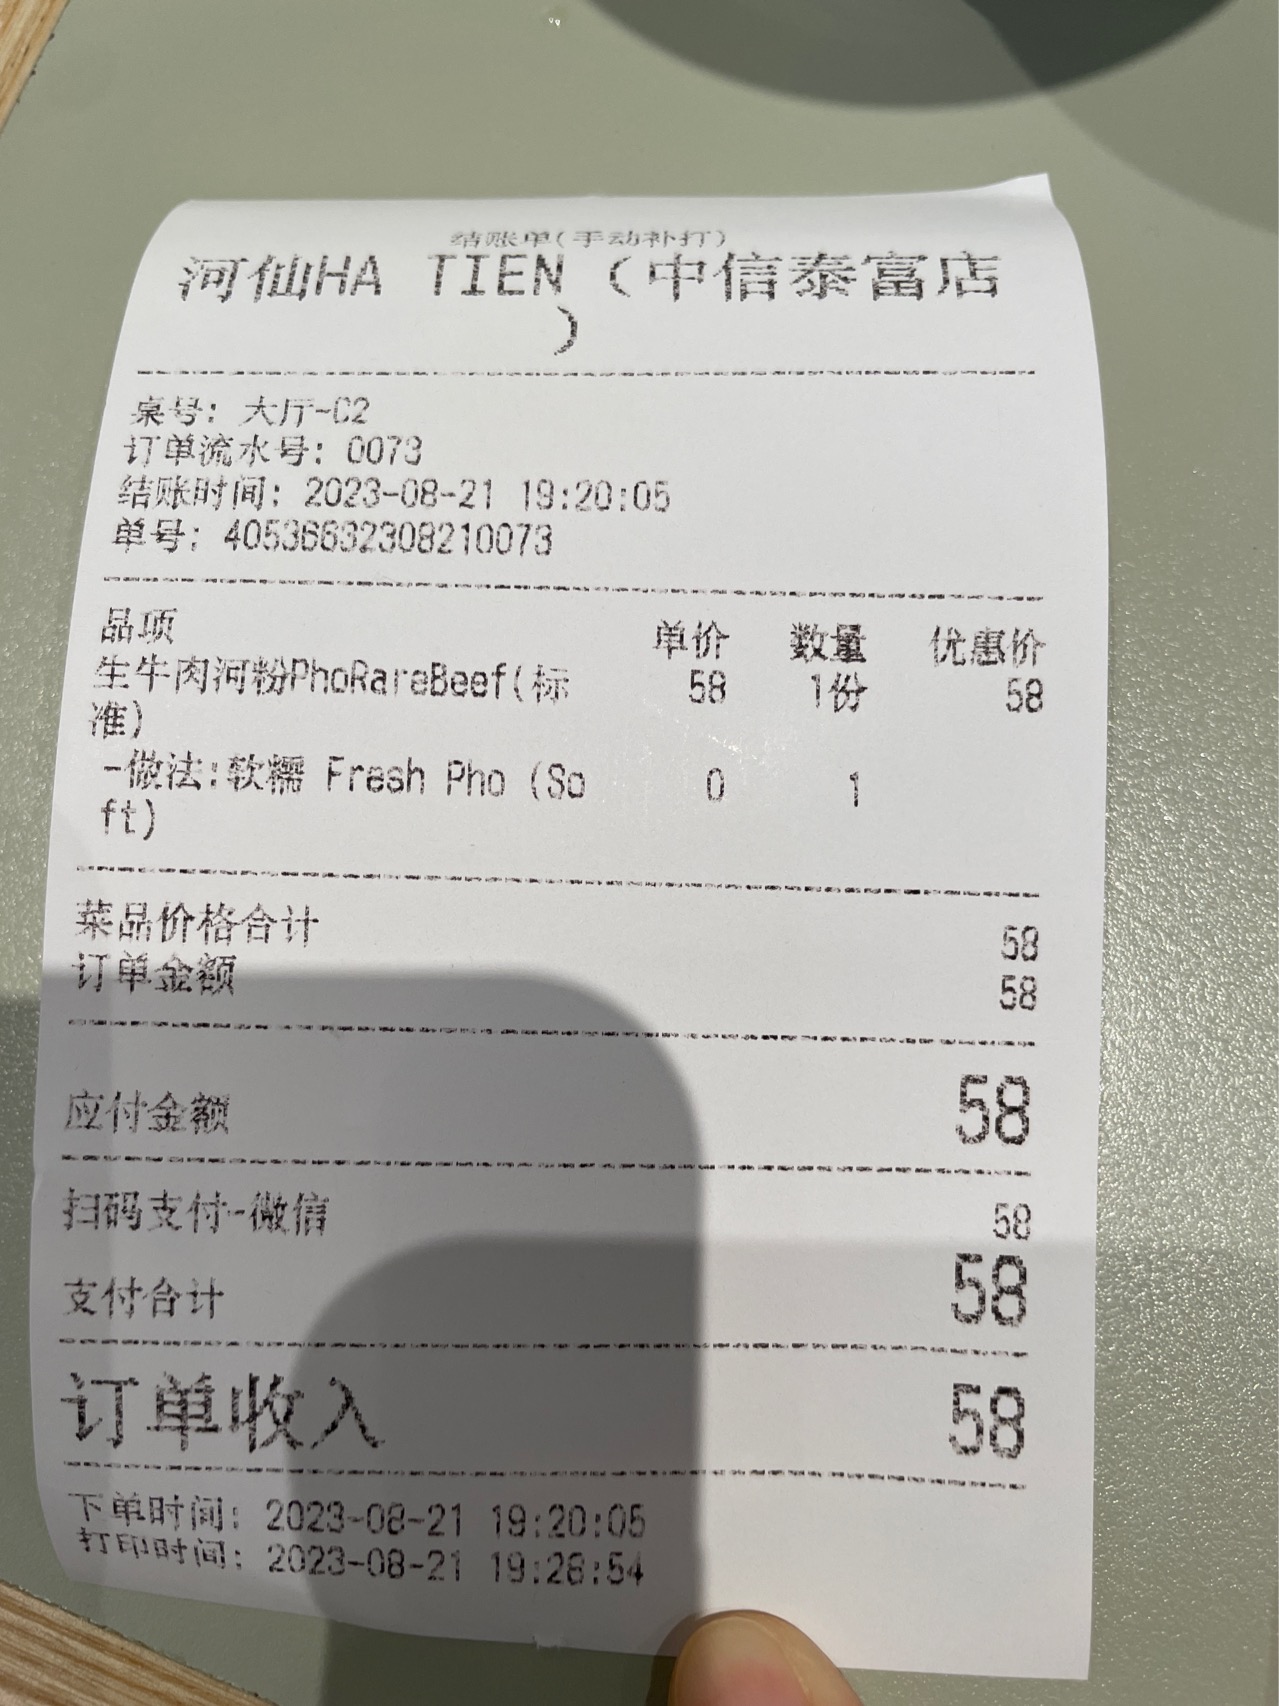 结账单(手动补打)
河仙HA TIEN（中信泰富店
）
桌号: 大厅-C2
订单流水号: 0073
结账时间: 2023-08-21 19:20:05
单号: 40536632308210073
品项 单价 数量 优惠价
生牛肉河粉PhoRareBeef(标 58 1份 58
准)
-做法:软糯 Fresh Pho (So 0 1
ft)
菜品价格合计 58
订单金额 58
应付金额 58
扫码支付-微信 58
支付合计 58
订单收入 58
下单时间: 2023-08-21 19:20:05
打印时间: 2023-08-21 19:28:54